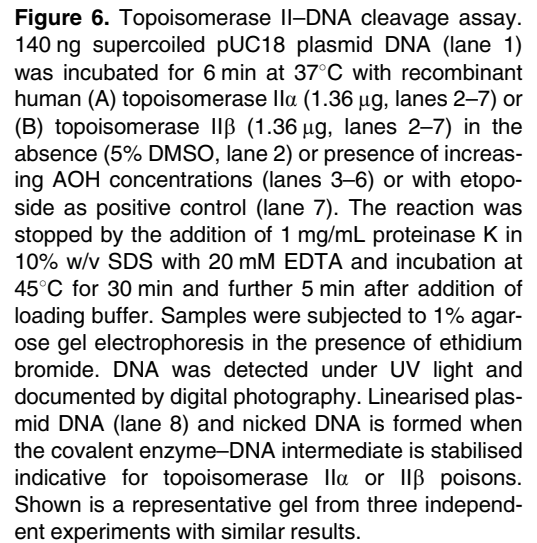 Figure 6. Topoisomerase II–DNA cleavage assay.
140 ng supercoiled pUC18 plasmid DNA (lane 1)
was incubated for 6 min at 37°C with recombinant
human (A) topoisomerase IIα (1.36 μg, lanes 2–7) or
(B) topoisomerase IIβ (1.36 μg, lanes 2–7) in the
absence (5% DMSO, lane 2) or presence of increas-
ing AOH concentrations (lanes 3–6) or with etopo-
side as positive control (lane 7). The reaction was
stopped by the addition of 1 mg/mL proteinase K in
10% w/v SDS with 20 mM EDTA and incubation at
45°C for 30 min and further 5 min after addition of
loading buffer. Samples were subjected to 1% agar-
ose gel electrophoresis in the presence of ethidium
bromide. DNA was detected under UV light and
documented by digital photography. Linearised plas-
mid DNA (lane 8) and nicked DNA is formed when
the covalent enzyme–DNA intermediate is stabilised
indicative for topoisomerase IIα or IIβ poisons.
Shown is a representative gel from three independ-
ent experiments with similar results.